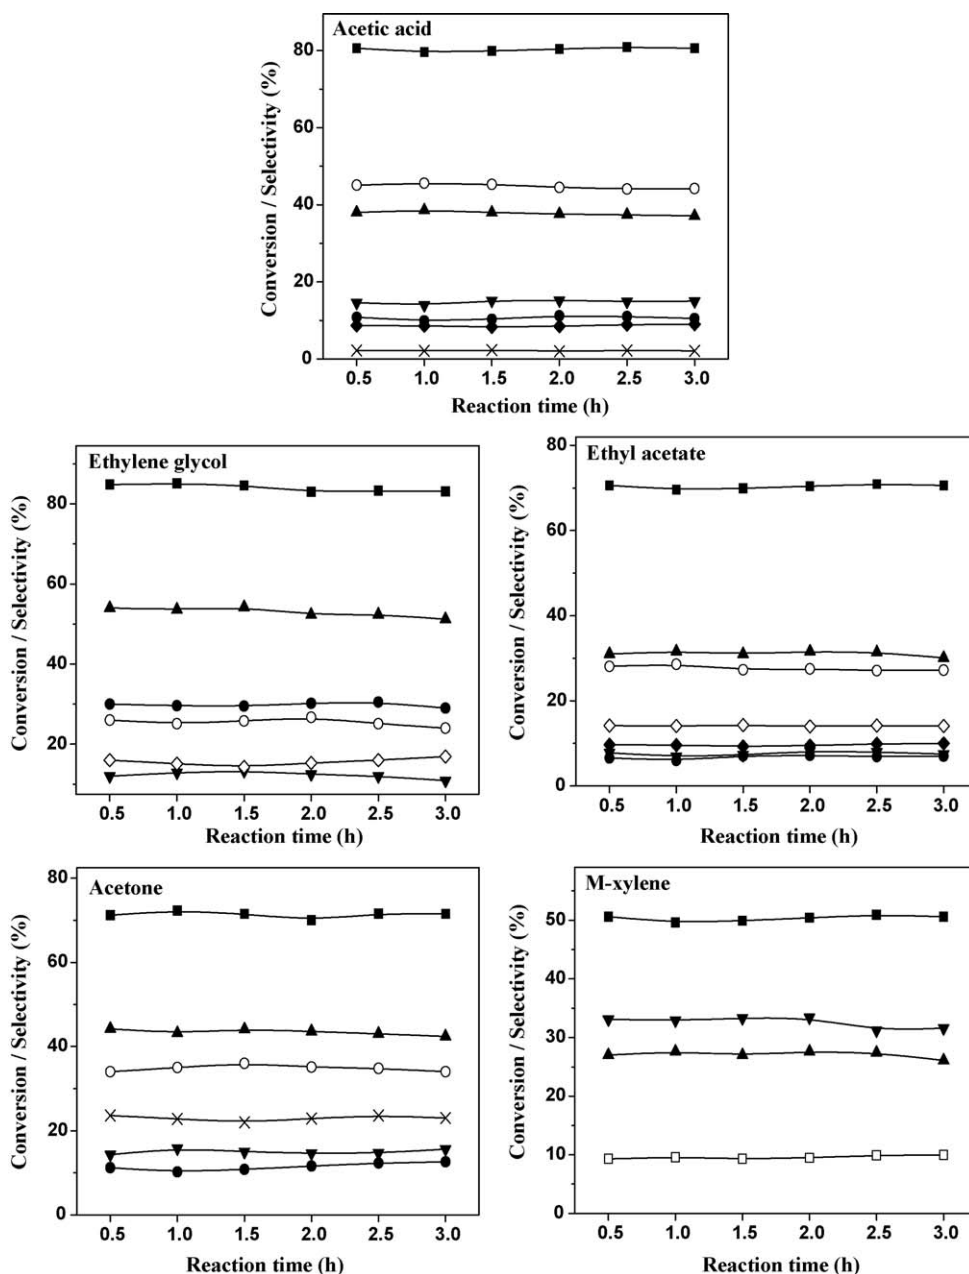 Acetic acid
Conversion / Selectivity (%)
80
60
40
20
0
0.5 1.0 1.5 2.0 2.5 3.0
Reaction time (h)
Ethylene glycol
Conversion / Selectivity (%)
80
60
40
20
0.5 1.0 1.5 2.0 2.5 3.0
Reaction time (h)
Ethyl acetate
Conversion / Selectivity (%)
80
60
40
20
0
0.5 1.0 1.5 2.0 2.5 3.0
Reaction time (h)
Acetone
Conversion / Selectivity (%)
80
60
40
20
0
0.5 1.0 1.5 2.0 2.5 3.0
Reaction time (h)
M-xylene
Conversion / Selectivity (%)
50
40
30
20
10
0
0.5 1.0 1.5 2.0 2.5 3.0
Reaction time (h)